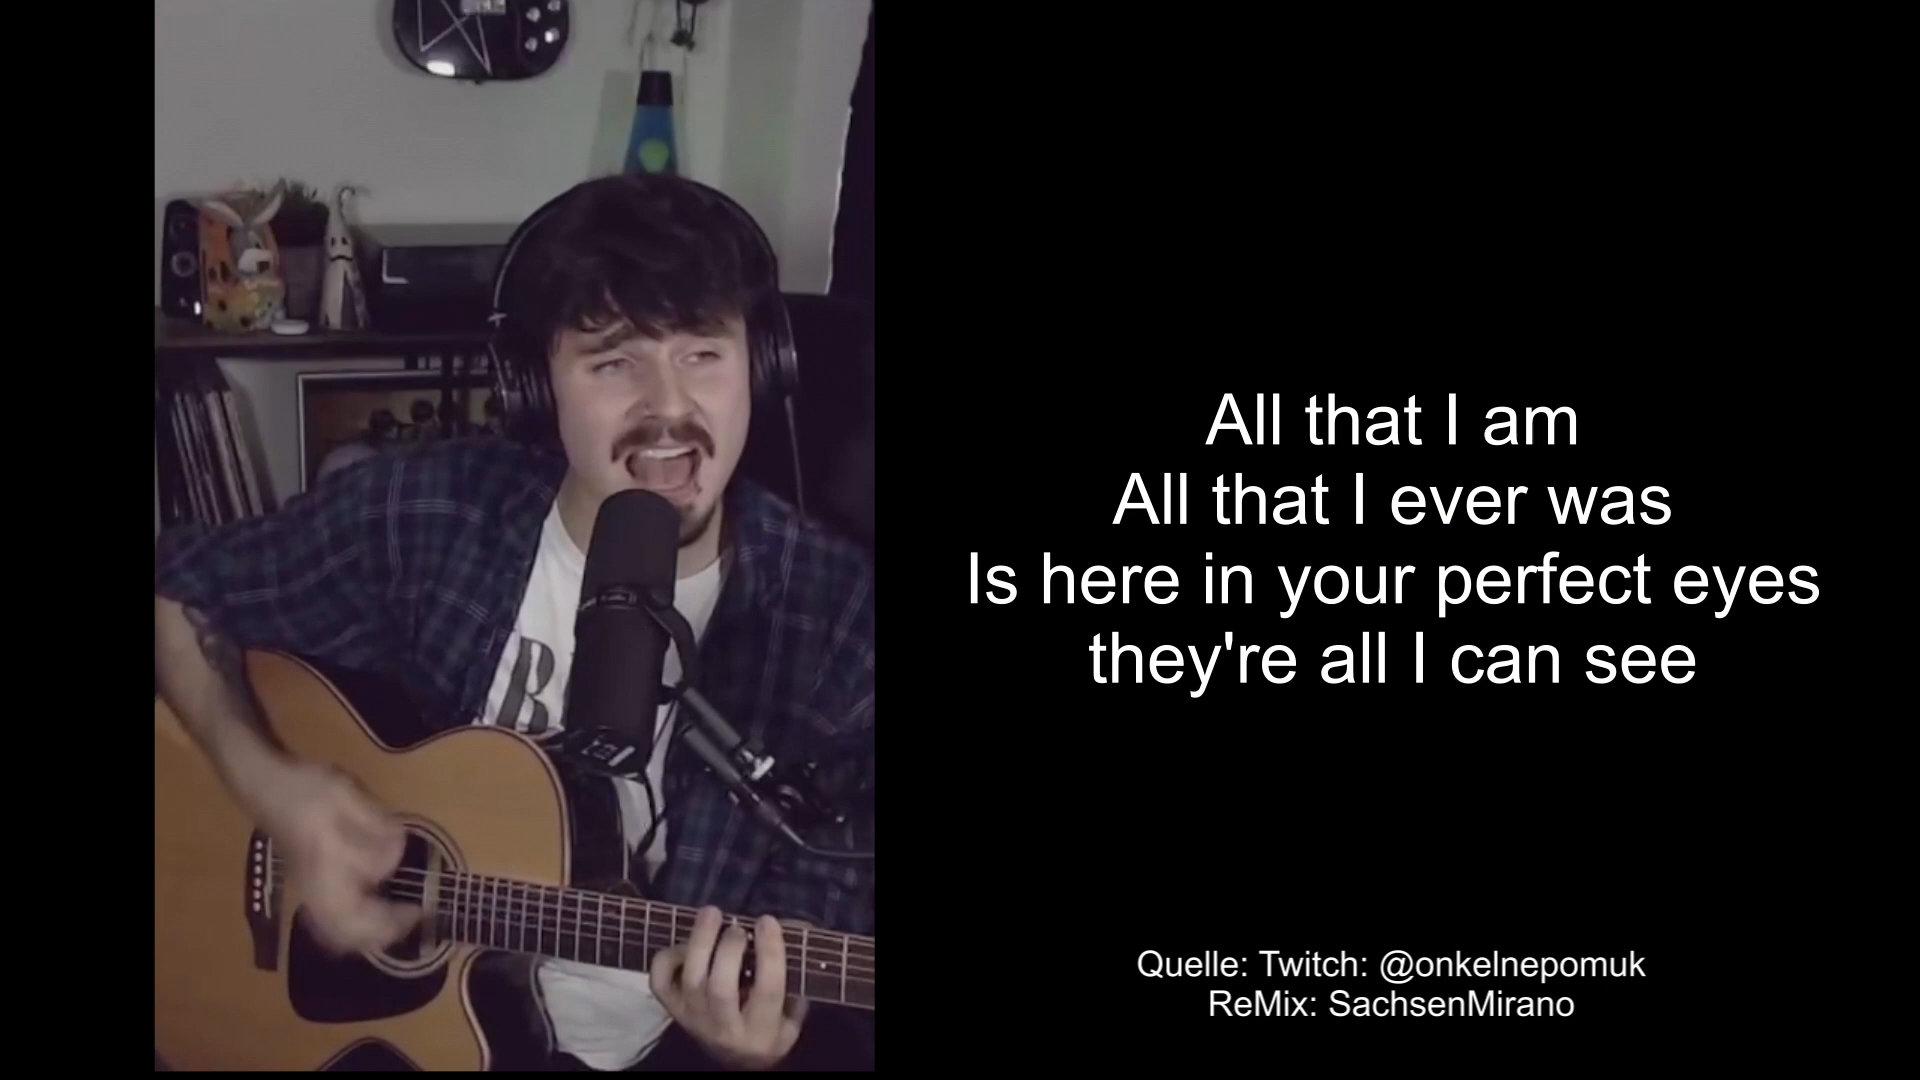 All that I am
All that I ever was
Is here in your perfect eyes
they're all I can see
Quelle: Twitch: @onkelnepomuk
ReMix: SachsenMirano